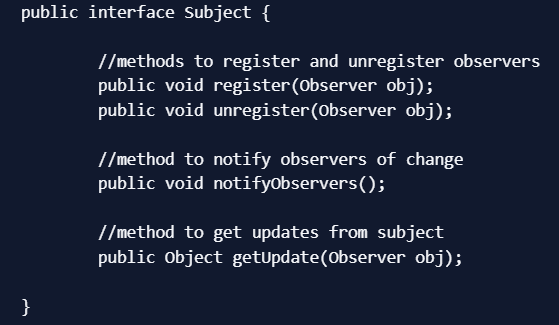 public interface Subject {
//methods to register and unregister observers
public void register(Observer obj);
public void unregister(Observer obj);
//method to notify observers of change
public void notifyObservers();
//method to get updates from subject
public Object getUpdate(Observer obj);
}